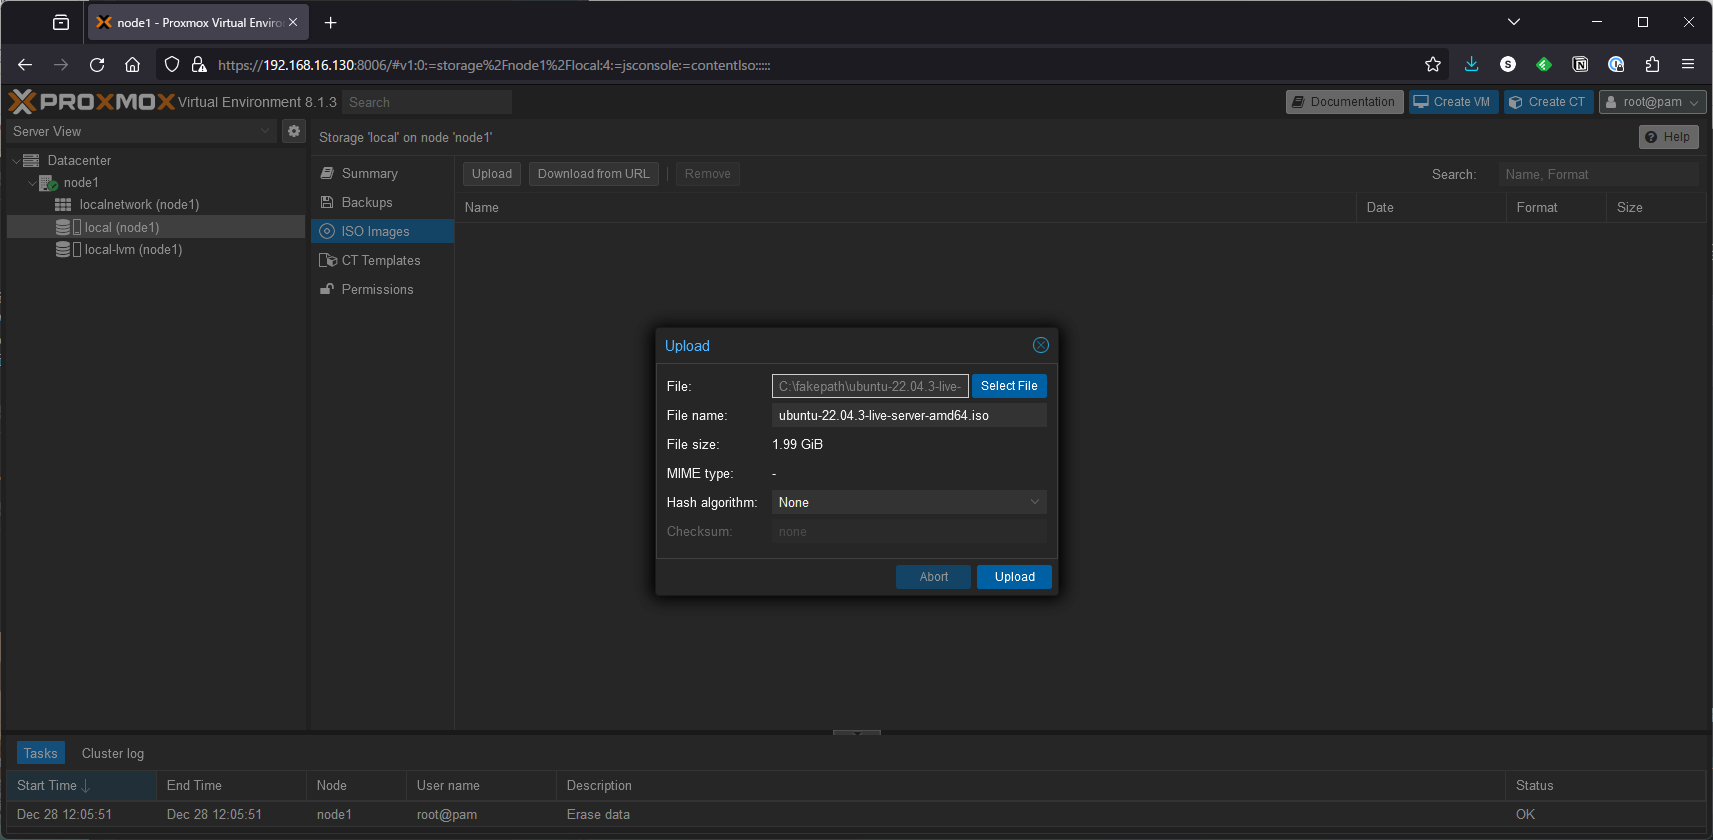 node1 - Proxmox Virtual Enviro
https://192.168.16.130:8006/#v1:0:=storage%2Fnode1%2Flocal:4:=jsconsole:=contentIso:::::
PROXMOX Virtual Environment 8.1.3 Search Documentation Create VM Create CT root@pam
Server View
Storage 'local' on node 'node1' Help
Datacenter
node1
localnetwork (node1)
local (node1)
local-lvm (node1)
Summary
Backups
ISO Images
CT Templates
Permissions
Upload Download from URL Remove Search: Name, Format
Name Date Format Size
Upload
File: C:\fakepath\ubuntu-22.04.3-live- Select File
File name: ubuntu-22.04.3-live-server-amd64.iso
File size: 1.99 GiB
MIME type: -
Hash algorithm: None
Checksum: none
Abort Upload
Tasks Cluster log
Start Time End Time Node User name Description Status
Dec 28 12:05:51 Dec 28 12:05:51 node1 root@pam Erase data OK